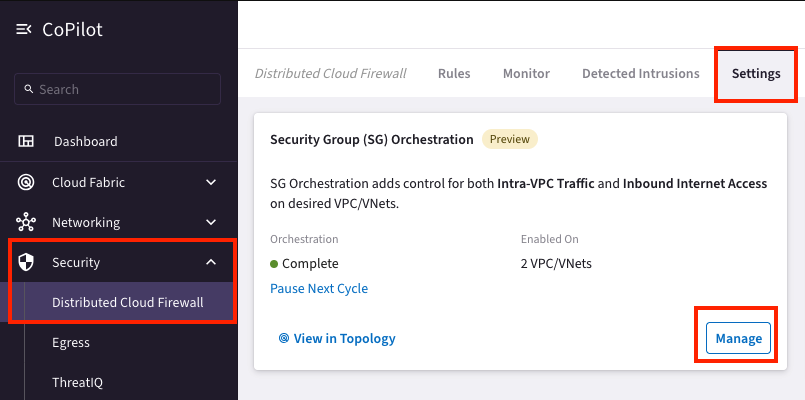 CoPilot
Search
Dashboard
Cloud Fabric
Networking
Security
Distributed Cloud Firewall
Egress
ThreatIQ
Distributed Cloud Firewall Rules Monitor Detected Intrusions Settings
Security Group (SG) Orchestration Preview
SG Orchestration adds control for both Intra-VPC Traffic and Inbound Internet Access
on desired VPC/VNets.
Orchestration Enabled On
Complete 2 VPC/VNets
Pause Next Cycle
View in Topology Manage